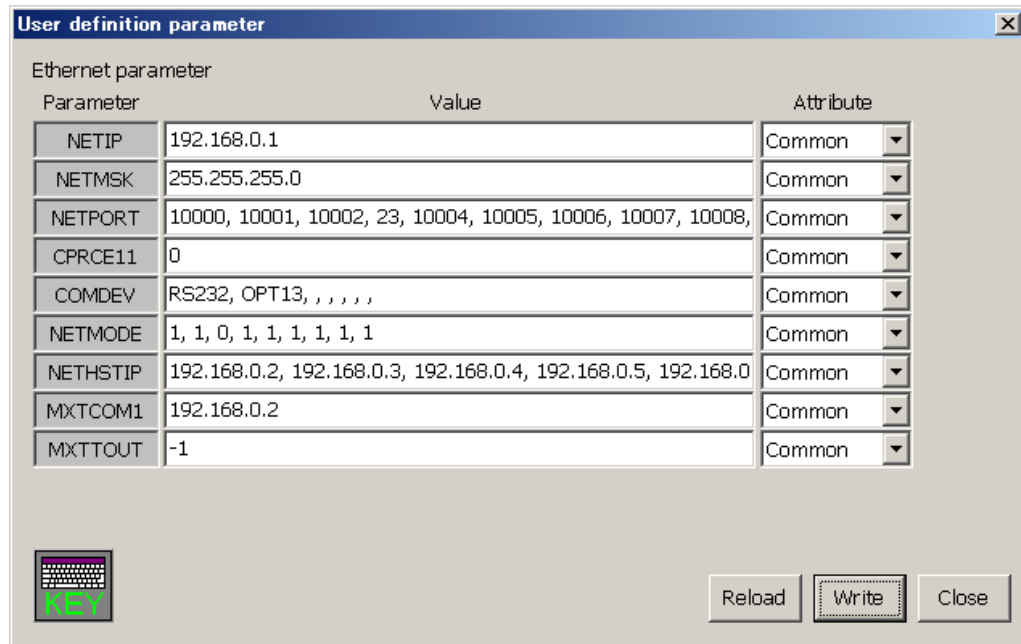 User definition parameter
Ethernet parameter
Parameter Value Attribute
NETIP 192.168.0.1 Common
NETMSK 255.255.255.0 Common
NETPORT 10000, 10001, 10002, 23, 10004, 10005, 10006, 10007, 10008, Common
CPRCE11 0 Common
COMDEV RS232, OPT13, , , , , , Common
NETMODE 1, 1, 0, 1, 1, 1, 1, 1, 1 Common
NETHSTIP 192.168.0.2, 192.168.0.3, 192.168.0.4, 192.168.0.5, 192.168.0 Common
MXTCOM1 192.168.0.2 Common
MXTTOUT -1 Common
KEY
Reload Write Close